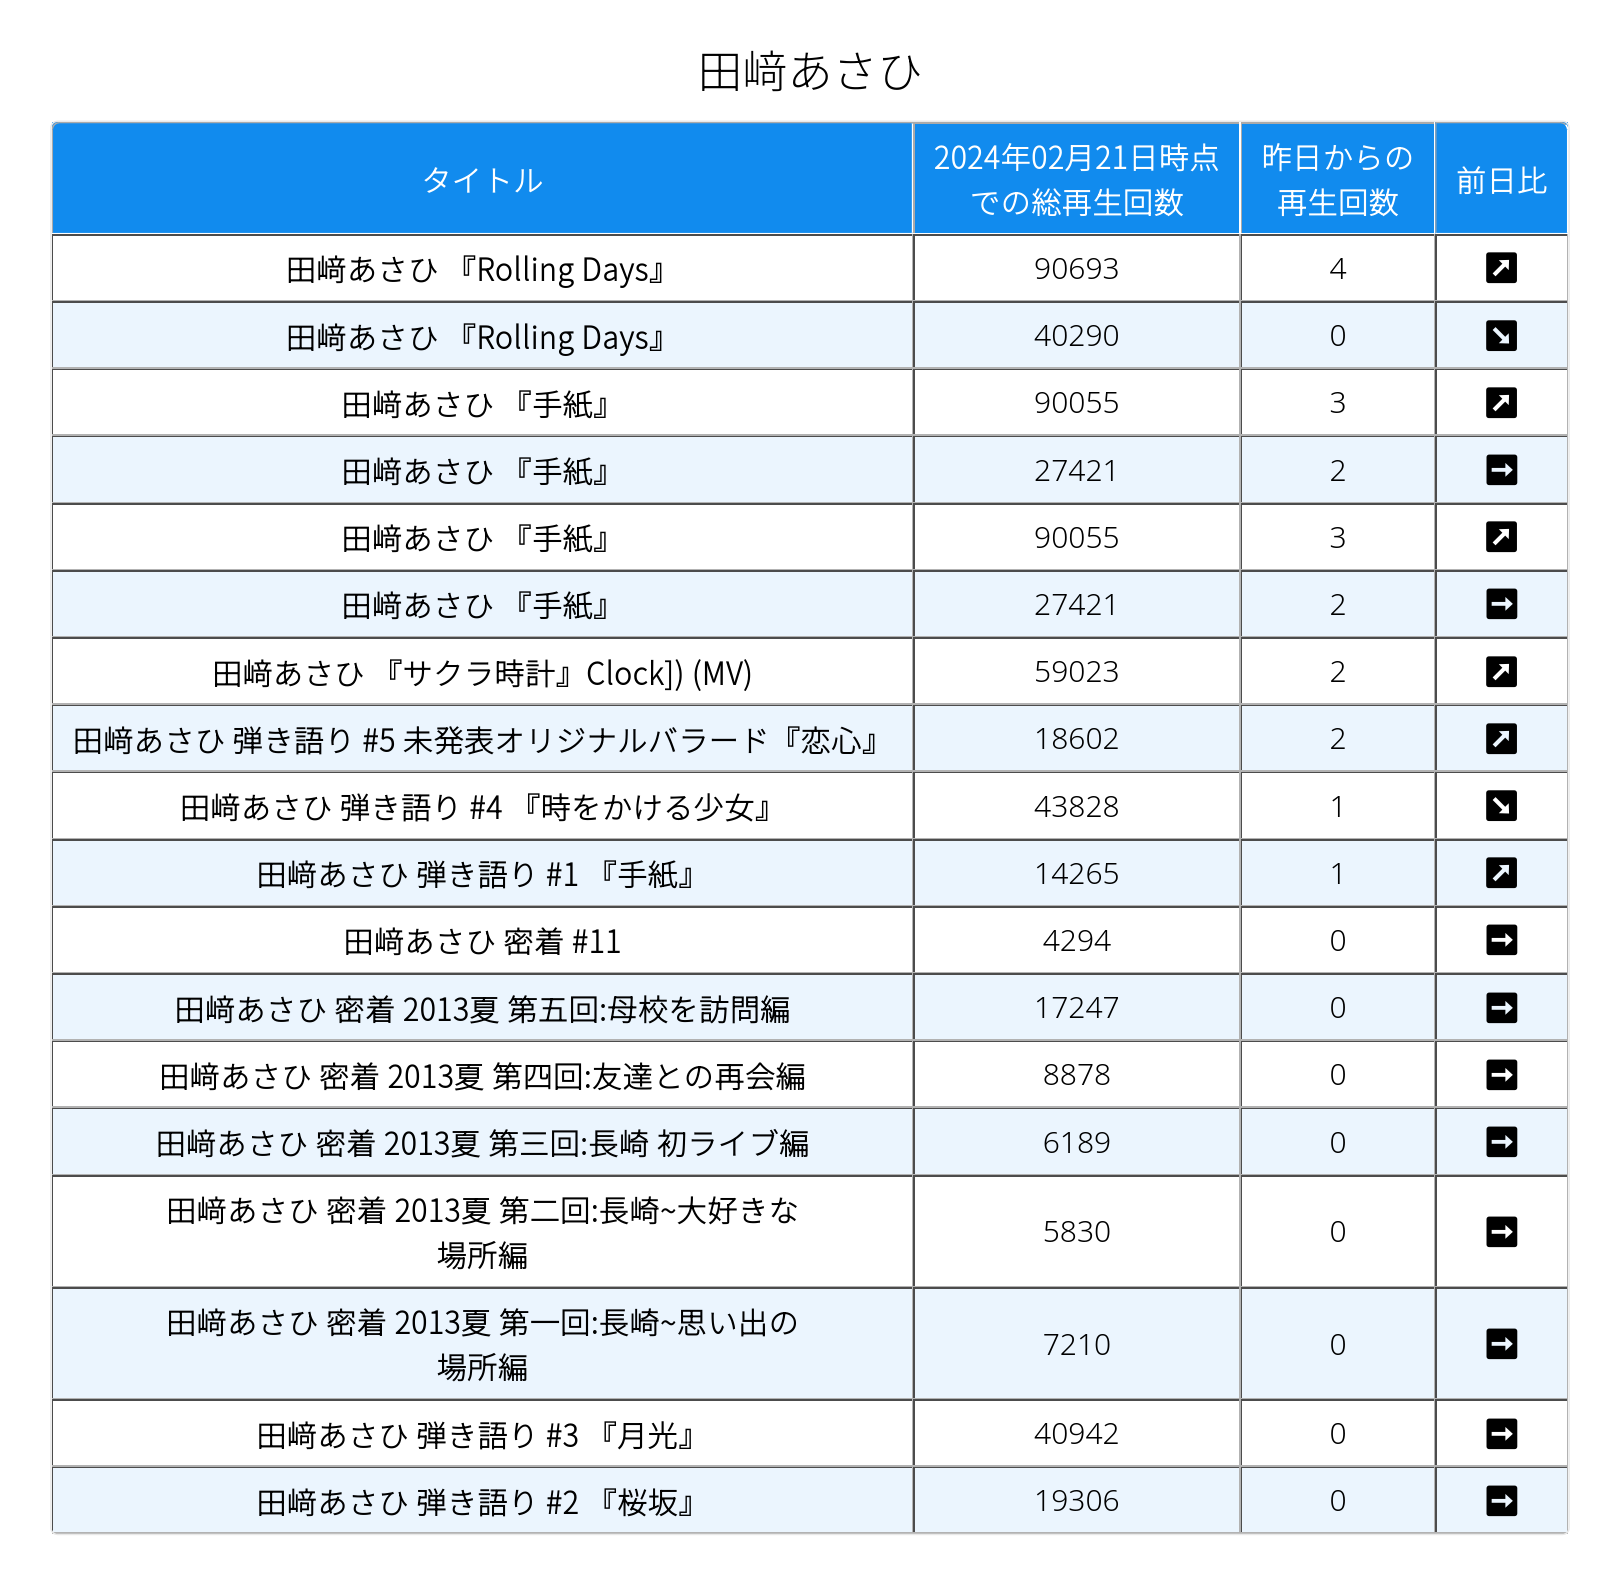 田﨑あさひ
タイトル 2024年02月21日時点での総再生回数 昨日からの再生回数 前日比
田﨑あさひ 『Rolling Days』 90693 4
田﨑あさひ 『Rolling Days』 40290 0
田﨑あさひ 『手紙』 90055 3
田﨑あさひ 『手紙』 27421 2
田﨑あさひ 『手紙』 90055 3
田﨑あさひ 『手紙』 27421 2
田﨑あさひ 『サクラ時計』Clock]) (MV) 59023 2
田﨑あさひ 弾き語り #5 未発表オリジナルバラード『恋心』 18602 2
田﨑あさひ 弾き語り #4 『時をかける少女』 43828 1
田﨑あさひ 弾き語り #1 『手紙』 14265 1
田﨑あさひ 密着 #11 4294 0
田﨑あさひ 密着 2013夏 第五回:母校を訪問編 17247 0
田﨑あさひ 密着 2013夏 第四回:友達との再会編 8878 0
田﨑あさひ 密着 2013夏 第三回:長崎 初ライブ編 6189 0
田﨑あさひ 密着 2013夏 第二回:長崎~大好きな
場所編 5830 0
田﨑あさひ 密着 2013夏 第一回:長崎~思い出の
場所編 7210 0
田﨑あさひ 弾き語り #3 『月光』 40942 0
田﨑あさひ 弾き語り #2 『桜坂』 19306 0